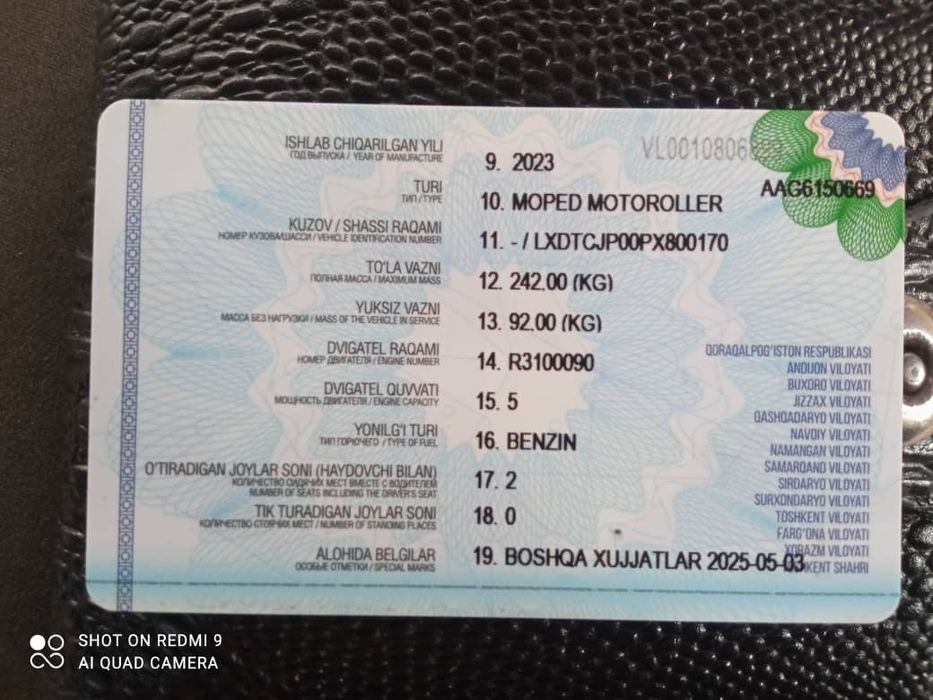 ISHLAB CHIQARILGAN YILI
ГОД ВЫПУСКА / YEAR OF MANUFACTURE
9. 2023
AAG6150669
TURI
ТИП / TYPE
10. MOPED MOTOROLLER
KUZOV / SHASSI RAQAMI
НОМЕР КУЗОВА/ШАССИ / VEHICLE IDENTIFICATION NUMBER
11. - / LXDTCJP00PX800170
TO'LA VAZNI
ПОЛНАЯ МАССА / MAXIMUM MASS
12. 242.00 (KG)
YUKSIZ VAZNI
МАССА БЕЗ НАГРУЗКИ / MASS OF THE VEHICLE IN SERVICE
13. 92.00 (KG)
DVIGATEL RAQAMI
НОМЕР ДВИГАТЕЛЯ / ENGINE NUMBER
14. R3100090
DVIGATEL QUVVATI
МОЩНОСТЬ ДВИГАТЕЛЯ / ENGINE CAPACITY
15. 5
YONILG'I TURI
ТИП ГОРЮЧЕГО / TYPE OF FUEL
16. BENZIN
O'TIRADIGAN JOYLAR SONI (HAYDOVCHI BILAN)
КОЛИЧЕСТВО СИДЯЧИХ МЕСТ ВМЕСТЕ С ВОДИТЕЛЕМ
NUMBER OF SEATS INCLUDING THE DRIVER'S SEAT
17. 2
TIK TURADIGAN JOYLAR SONI
КОЛИЧЕСТВО СТОЯЧИХ МЕСТ / NUMBER OF STANDING PLACES
18. 0
ALOHIDA BELGILAR
ОСОБЫЕ ОТМЕТКИ / SPECIAL MARKS
19. BOSHQA XUJJATLAR 2025-05-03
QORAQALPOG'ISTON RESPUBLIKASI
ANDIJON VILOYATI
BUXORO VILOYATI
JIZZAX VILOYATI
QASHQADARYO VILOYATI
NAVOIY VILOYATI
NAMANGAN VILOYATI
SAMARQAND VILOYATI
SIRDARYO VILOYATI
SURXONDARYO VILOYATI
TOSHKENT VILOYATI
FARG'ONA VILOYATI
XORAZM VILOYATI
SHAHRI
SHOT ON REDMI 9
AI QUAD CAMERA